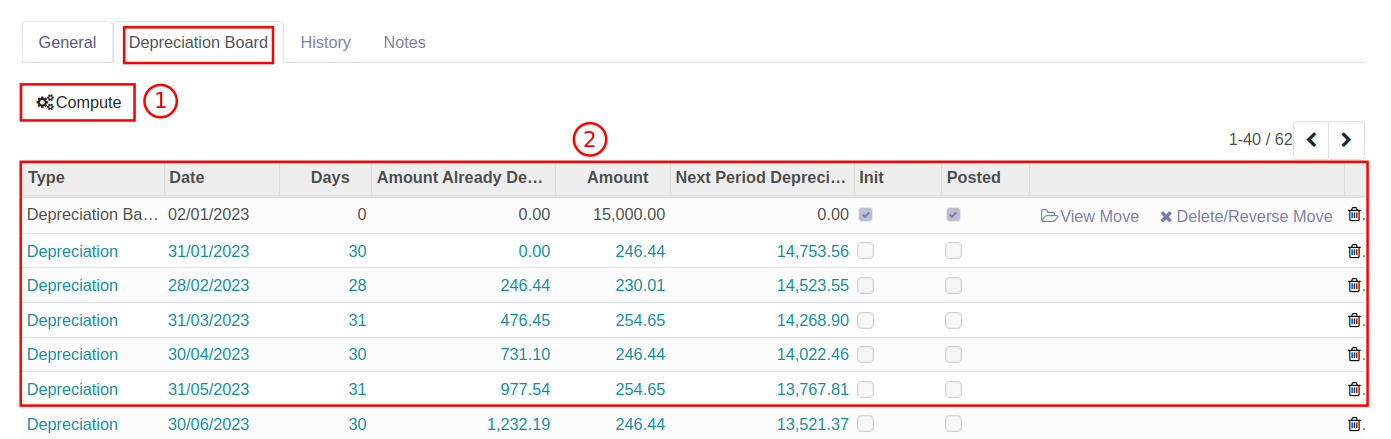 General Depreciation Board History Notes
Compute 1
2
1-40 / 62
Type Date Days Amount Already De... Amount Next Period Depreci... Init Posted
Depreciation Ba... 02/01/2023 0 0.00 15,000.00 0.00 View Move Delete/Reverse Move
Depreciation 31/01/2023 30 0.00 246.44 14,753.56
Depreciation 28/02/2023 28 246.44 230.01 14,523.55
Depreciation 31/03/2023 31 476.45 254.65 14,268.90
Depreciation 30/04/2023 30 731.10 246.44 14,022.46
Depreciation 31/05/2023 31 977.54 254.65 13,767.81
Depreciation 30/06/2023 30 1,232.19 246.44 13,521.37